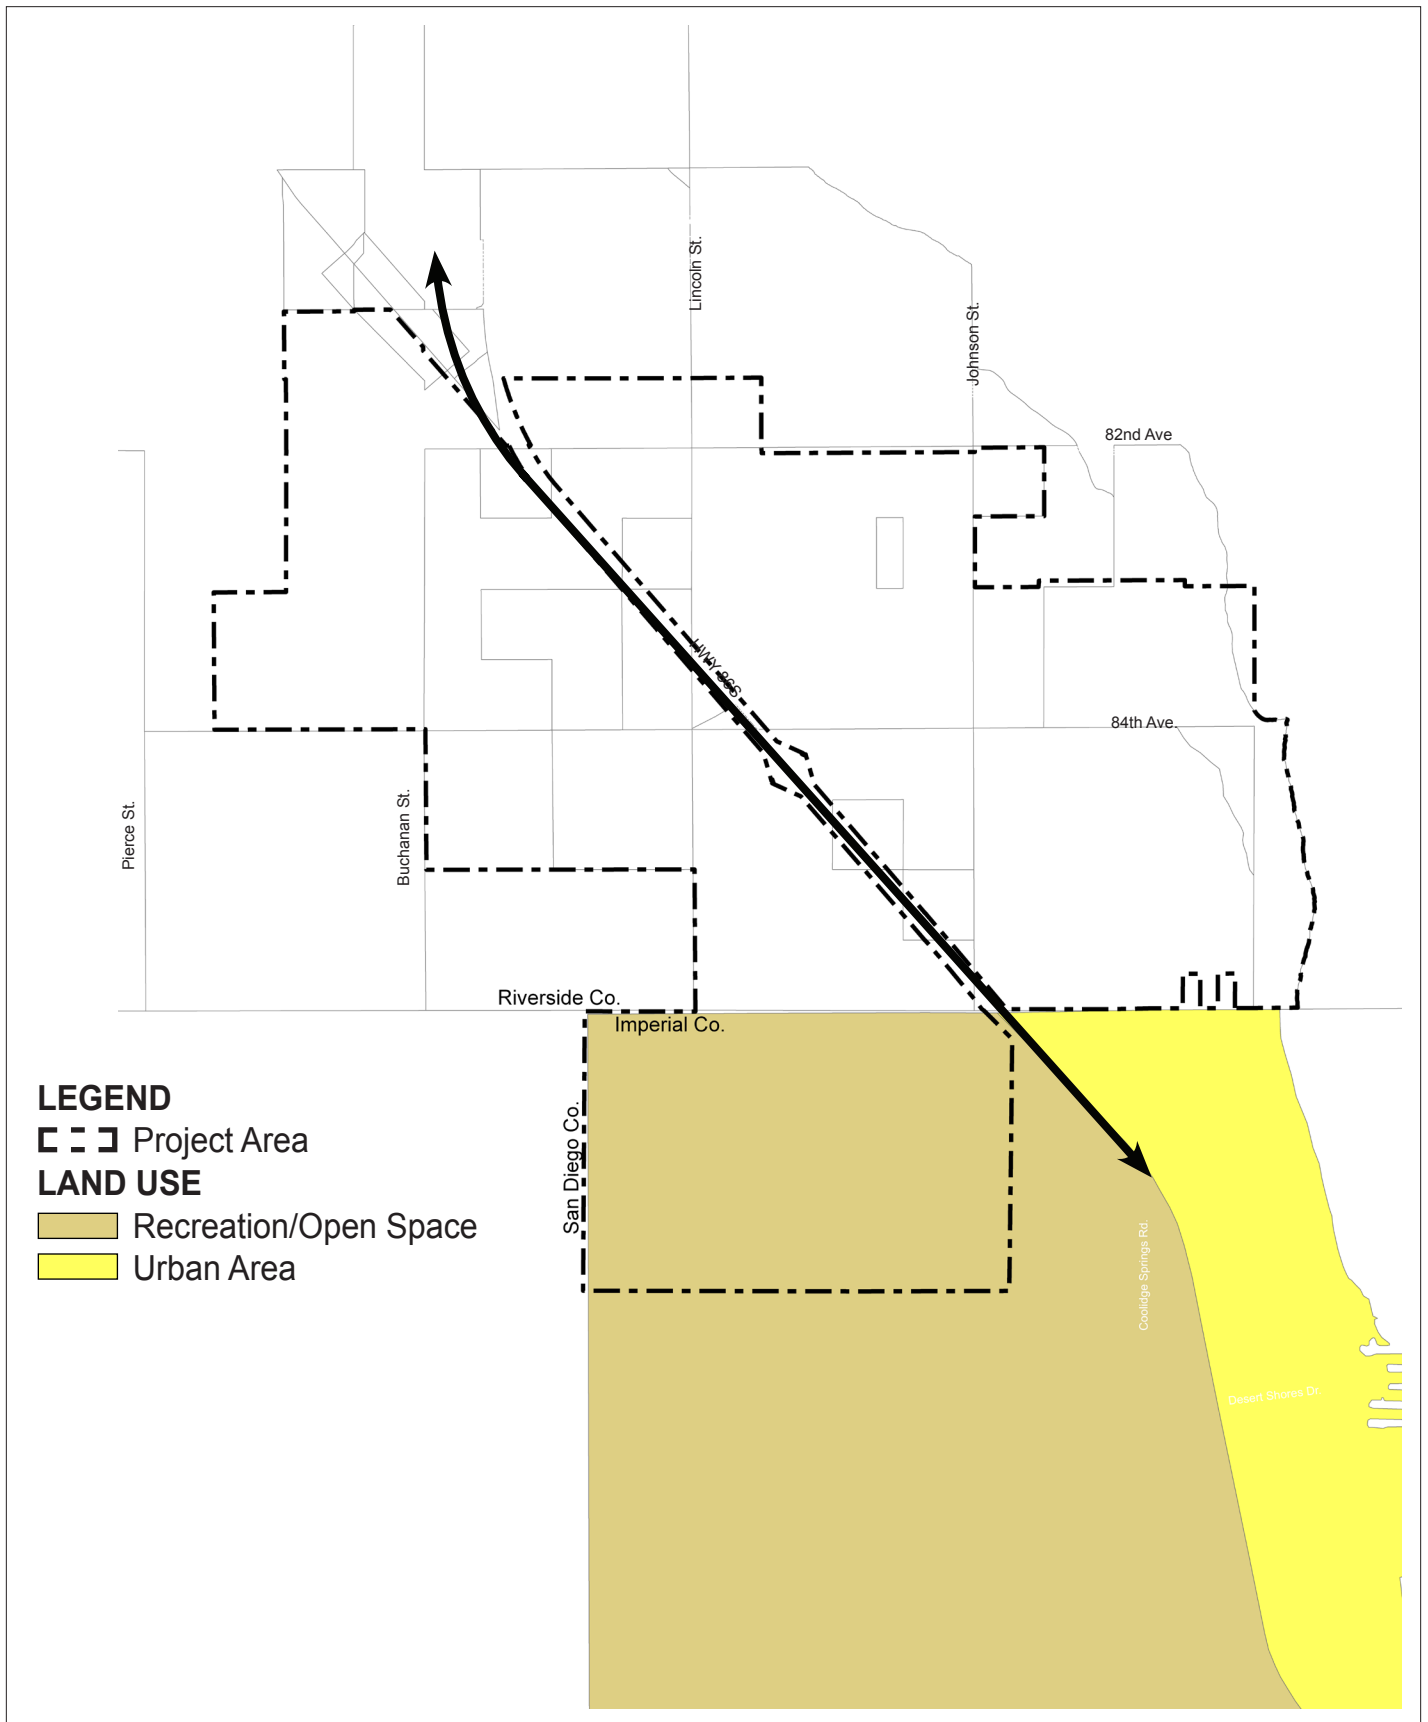 Lincoln St.
Johnson St.
82nd Ave
HWY 86S
84th Ave.
Pierce St.
Buchanan St.
Riverside Co.
Imperial Co.
San Diego Co.
LEGEND
Project Area
LAND USE
Recreation/Open Space
Urban Area
Coolidge Springs Rd.
Desert Shores Dr.